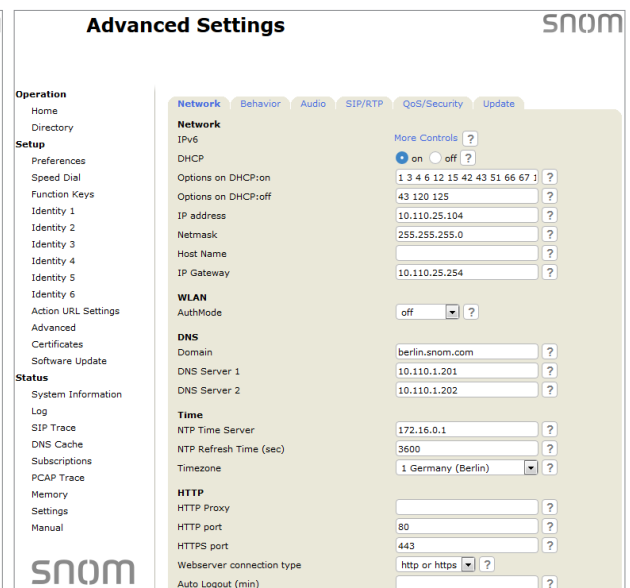 Advanced Settings
snom
Operation
Home
Directory
Setup
Preferences
Speed Dial
Function Keys
Identity 1
Identity 2
Identity 3
Identity 4
Identity 5
Identity 6
Action URL Settings
Advanced
Certificates
Software Update
Status
System Information
Log
SIP Trace
DNS Cache
Subscriptions
PCAP Trace
Memory
Settings
Manual
snom
Network Behavior Audio SIP/RTP QoS/Security Update
Network
IPv6 More Controls ?
DHCP on off ?
Options on DHCP:on 1 3 4 6 12 15 42 43 51 66 67 1 ?
Options on DHCP:off 43 120 125 ?
IP address 10.110.25.104 ?
Netmask 255.255.255.0 ?
Host Name ?
IP Gateway 10.110.25.254 ?
WLAN
AuthMode off ?
DNS
Domain berlin.snom.com ?
DNS Server 1 10.110.1.201 ?
DNS Server 2 10.110.1.202 ?
Time
NTP Time Server 172.16.0.1 ?
NTP Refresh Time (sec) 3600 ?
Timezone 1 Germany (Berlin) ?
HTTP
HTTP Proxy ?
HTTP port 80 ?
HTTPS port 443 ?
Webserver connection type http or https ?
Auto Logout (min) ?